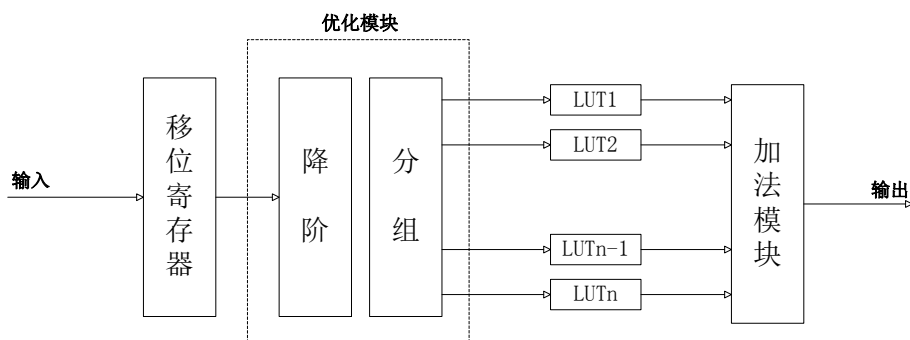 优化模块
输入
移位寄存器
降阶
分组
LUT1
LUT2
LUTn-1
LUTn
加法模块
输出